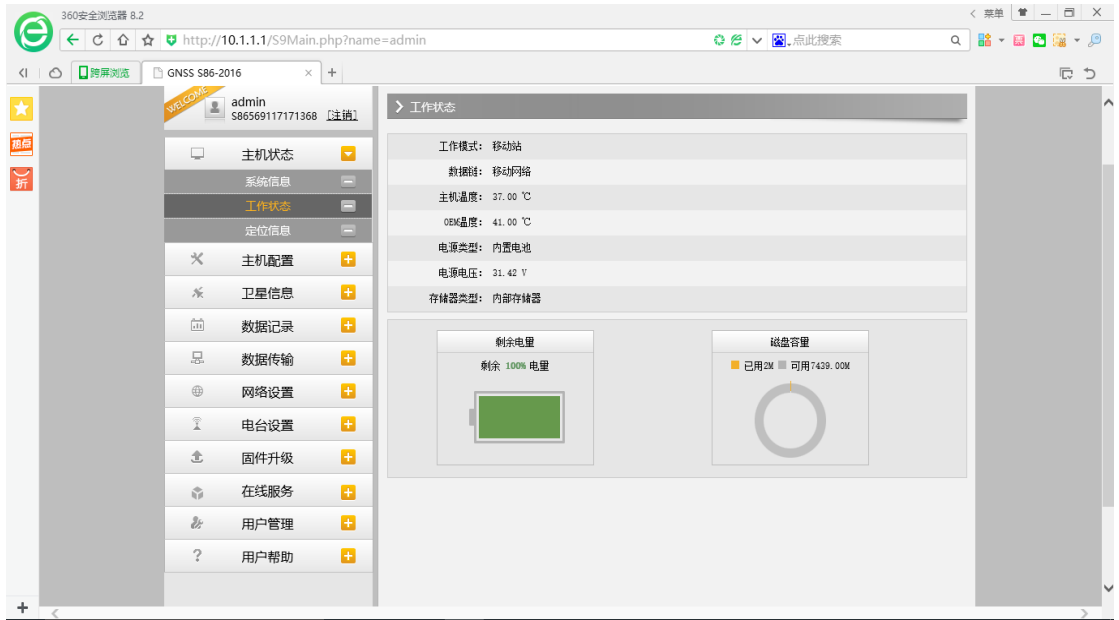 360安全浏览器 8.2
菜单
http://10.1.1.1/S9Main.php?name=admin
点此搜索
跨屏浏览
GNSS S86-2016
WELCOME
admin
S86569117171368 [注销]
热点
折
主机状态
系统信息
工作状态
定位信息
主机配置
卫星信息
数据记录
数据传输
网络设置
电台设置
固件升级
在线服务
用户管理
用户帮助
工作状态
工作模式: 移动站
数据链: 移动网络
主机温度: 37.00 ℃
OEM温度: 41.00 ℃
电源类型: 内置电池
电源电压: 31.42 V
存储器类型: 内部存储器
剩余电量
剩余 100% 电量
磁盘容量
已用2M 可用7439.00M